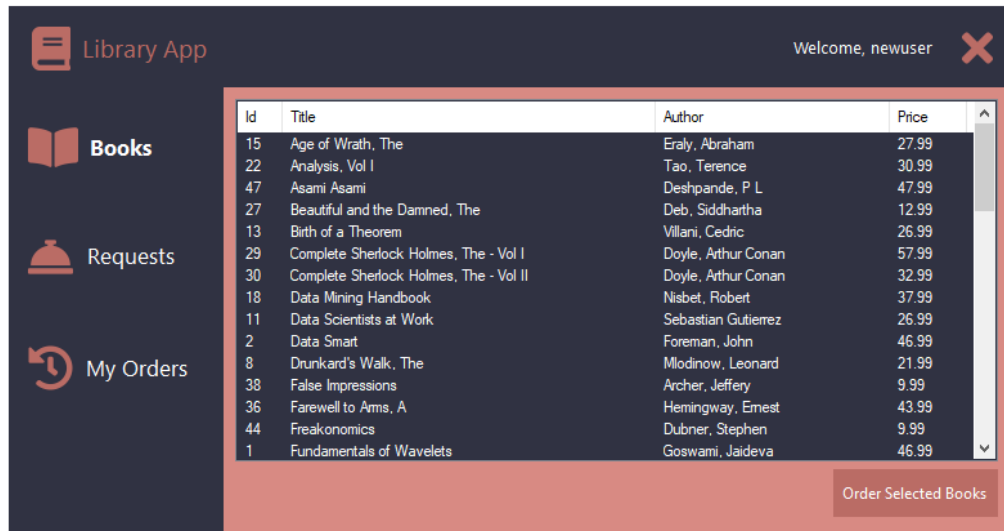 Library App
Welcome, newuser
Books
Requests
My Orders
Id Title Author Price
15 Age of Wrath, The Eraly, Abraham 27.99
22 Analysis, Vol I Tao, Terence 30.99
47 Asami Asami Deshpande, P L 47.99
27 Beautiful and the Damned, The Deb, Siddhartha 12.99
13 Birth of a Theorem Villani, Cedric 26.99
29 Complete Sherlock Holmes, The - Vol I Doyle, Arthur Conan 57.99
30 Complete Sherlock Holmes, The - Vol II Doyle, Arthur Conan 32.99
18 Data Mining Handbook Nisbet, Robert 37.99
11 Data Scientists at Work Sebastian Gutierrez 26.99
2 Data Smart Foreman, John 46.99
8 Drunkard's Walk, The Mlodinow, Leonard 21.99
38 False Impressions Archer, Jeffery 9.99
36 Farewell to Arms, A Hemingway, Ernest 43.99
44 Freakonomics Dubner, Stephen 9.99
1 Fundamentals of Wavelets Goswami, Jaideva 46.99
Order Selected Books